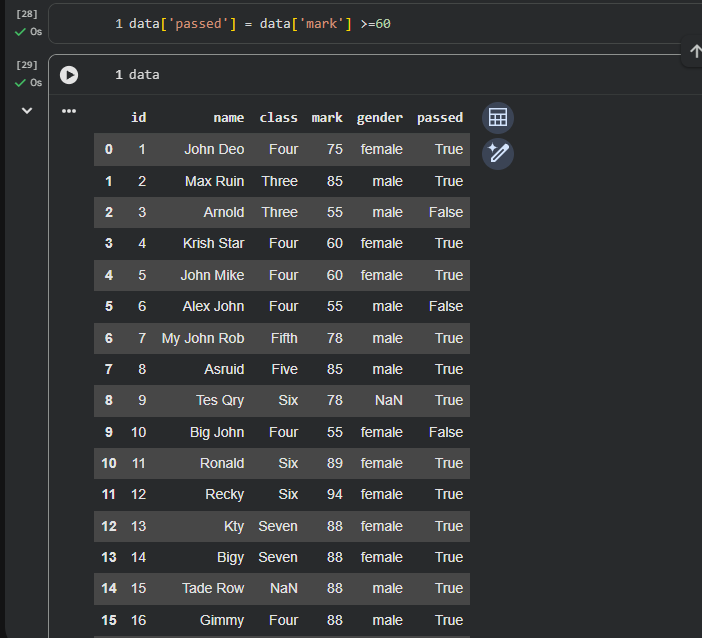 [28]
0s
1 data['passed'] = data['mark'] >=60
[29]
0s
1 data
id name class mark gender passed
0 1 John Deo Four 75 female True
1 2 Max Ruin Three 85 male True
2 3 Arnold Three 55 male False
3 4 Krish Star Four 60 female True
4 5 John Mike Four 60 female True
5 6 Alex John Four 55 male False
6 7 My John Rob Fifth 78 male True
7 8 Asruid Five 85 male True
8 9 Tes Qry Six 78 NaN True
9 10 Big John Four 55 female False
10 11 Ronald Six 89 female True
11 12 Recky Six 94 female True
12 13 Kty Seven 88 female True
13 14 Bigy Seven 88 female True
14 15 Tade Row NaN 88 male True
15 16 Gimmy Four 88 male True